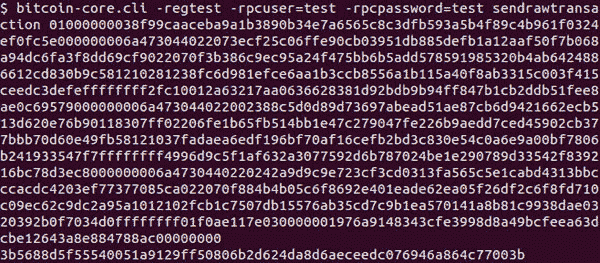 $ bitcoin-core.cli -regtest -rpcuser=test -rpcpassword=test sendrawtransa
ction 01000000038f99caaceba9a1b3890b34e7a6565c8c3dfb593a5b4f89c4b961f0324
ef0fc5e000000006a473044022073ecf25c06ffe90cb03951db885defb1a12aaf50f7b068
a94dc6fa3f8dd69cf9022070f3b386c9ec95a24f475bb6b5add578591985320b4ab642488
6612cd830b9c581210281238fc6d981efce6aa1b3ccb8556a1b115a40f8ab3315c003f415
ceedc3defeffffffff2fc10012a63217aa0636628381d92bdb9b94ff847b1cb2ddb51fee8
ae0c69579000000006a473044022002388c5d0d89d73697abead51ae87cb6d9421662ecb5
13d620e76b90118307ff02206fe1b65fb514bb1e47c279047fe226b9aedd7ced45902cb37
7bbb70d60e49fb58121037fadaea6edf196bf70af16cefb2bd3c830e54c0a6e9a00bf7806
b241933547f7ffffffff4996d9c5f1af632a3077592d6b787024be1e290789d33542f8392
16bc78d3ec8000000006a4730440220242a9d9c9e723cf3cd0313fa565c5e1cabd4313bbc
ccacdc4203ef77377085ca022070f884b4b05c6f8692e401eade62ea05f26df2c6f8fd710
c09ec62c9dc2a95a1012102fcb1c7507db15576ab35cd7c9b1ea570141a8b81c9938dae03
20392b0f7034d0ffffffff01f0ae117e030000001976a9148343cfe3998d8a49bcfeea63d
cbe12643a8e884788ac00000000
3b5688d5f55540051a9129ff50806b2d624da8d6aeceedc076946a864c77003b